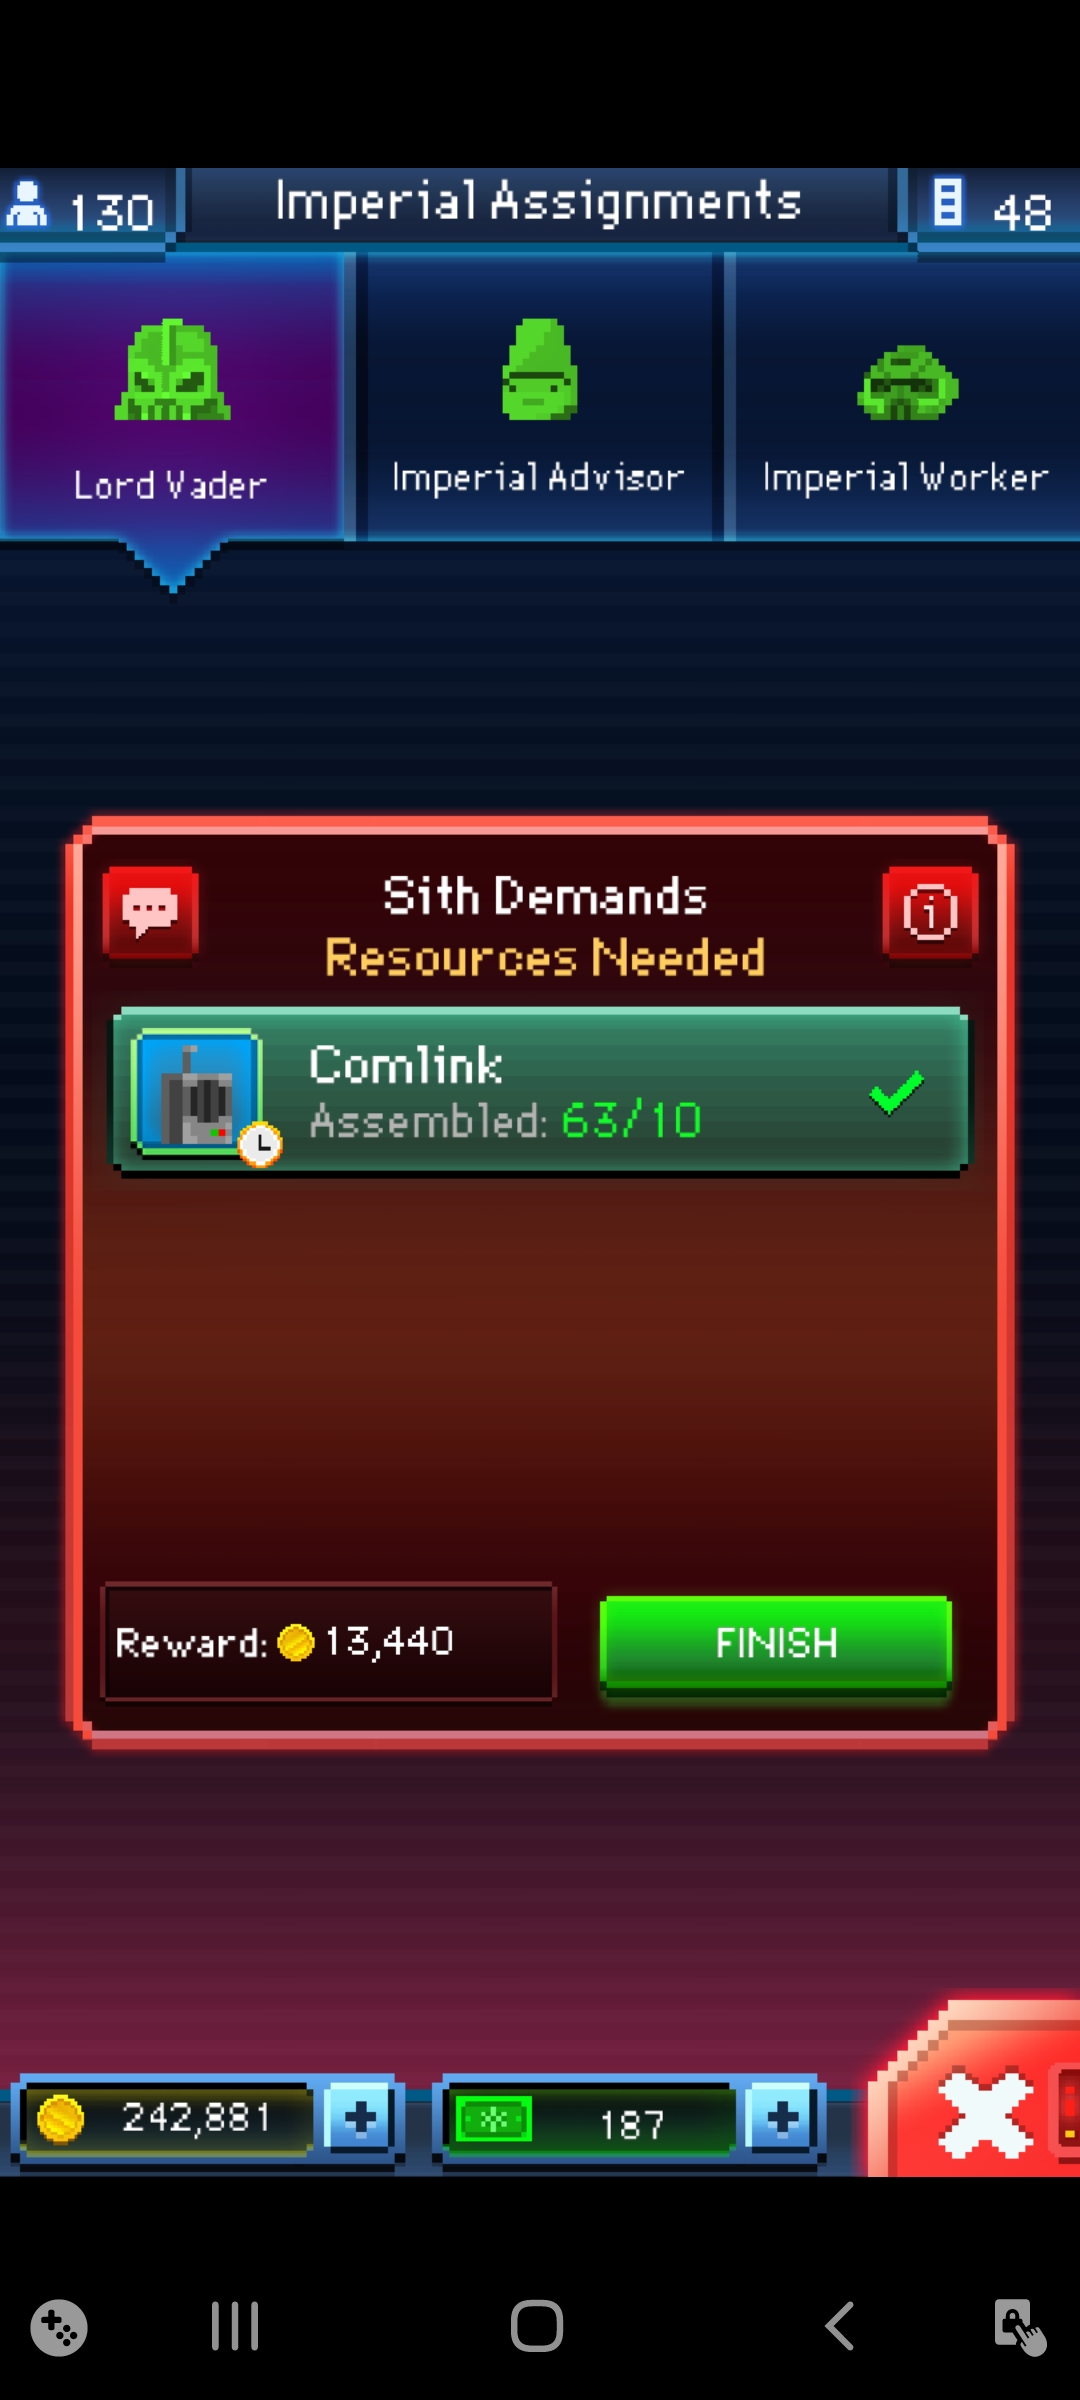 130
Imperial Assignments
48
Lord Vader
Imperial Advisor
Imperial Worker
Sith Demands
Resources Needed
Comlink
Assembled: 63/10
Reward: 13,440
FINISH
242,881
187